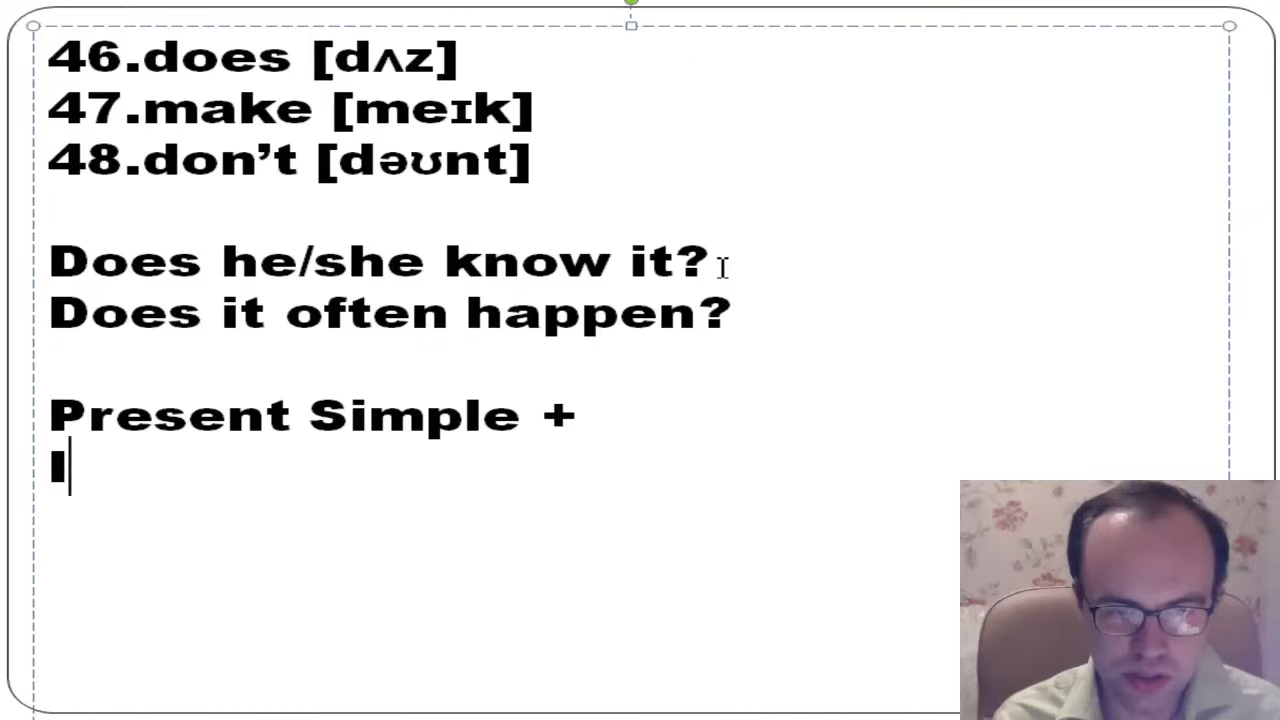 46.does [dʌz]
47.make [meɪk]
48.don’t [dəʊnt]
Does he/she know it?
Does it often happen?
Present Simple +
I